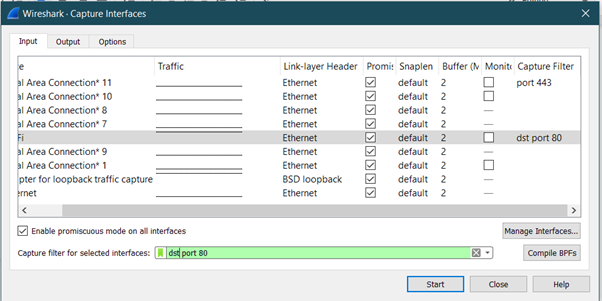 Wireshark · Capture Interfaces
Input Output Options
ce Traffic Link-layer Header Promis Snaplen Buffer (M Monito Capture Filter
al Area Connection* 11 Ethernet default 2 port 443
al Area Connection* 10 Ethernet default 2
al Area Connection* 8 Ethernet default 2 —
al Area Connection* 7 Ethernet default 2 —
Fi Ethernet default 2 dst port 80
al Area Connection* 9 Ethernet default 2 —
al Area Connection* 1 Ethernet default 2
pter for loopback traffic capture BSD loopback default 2 —
ernet Ethernet default 2 —
Enable promiscuous mode on all interfaces Manage Interfaces...
Capture filter for selected interfaces: dst port 80 Compile BPFs
Start Close Help